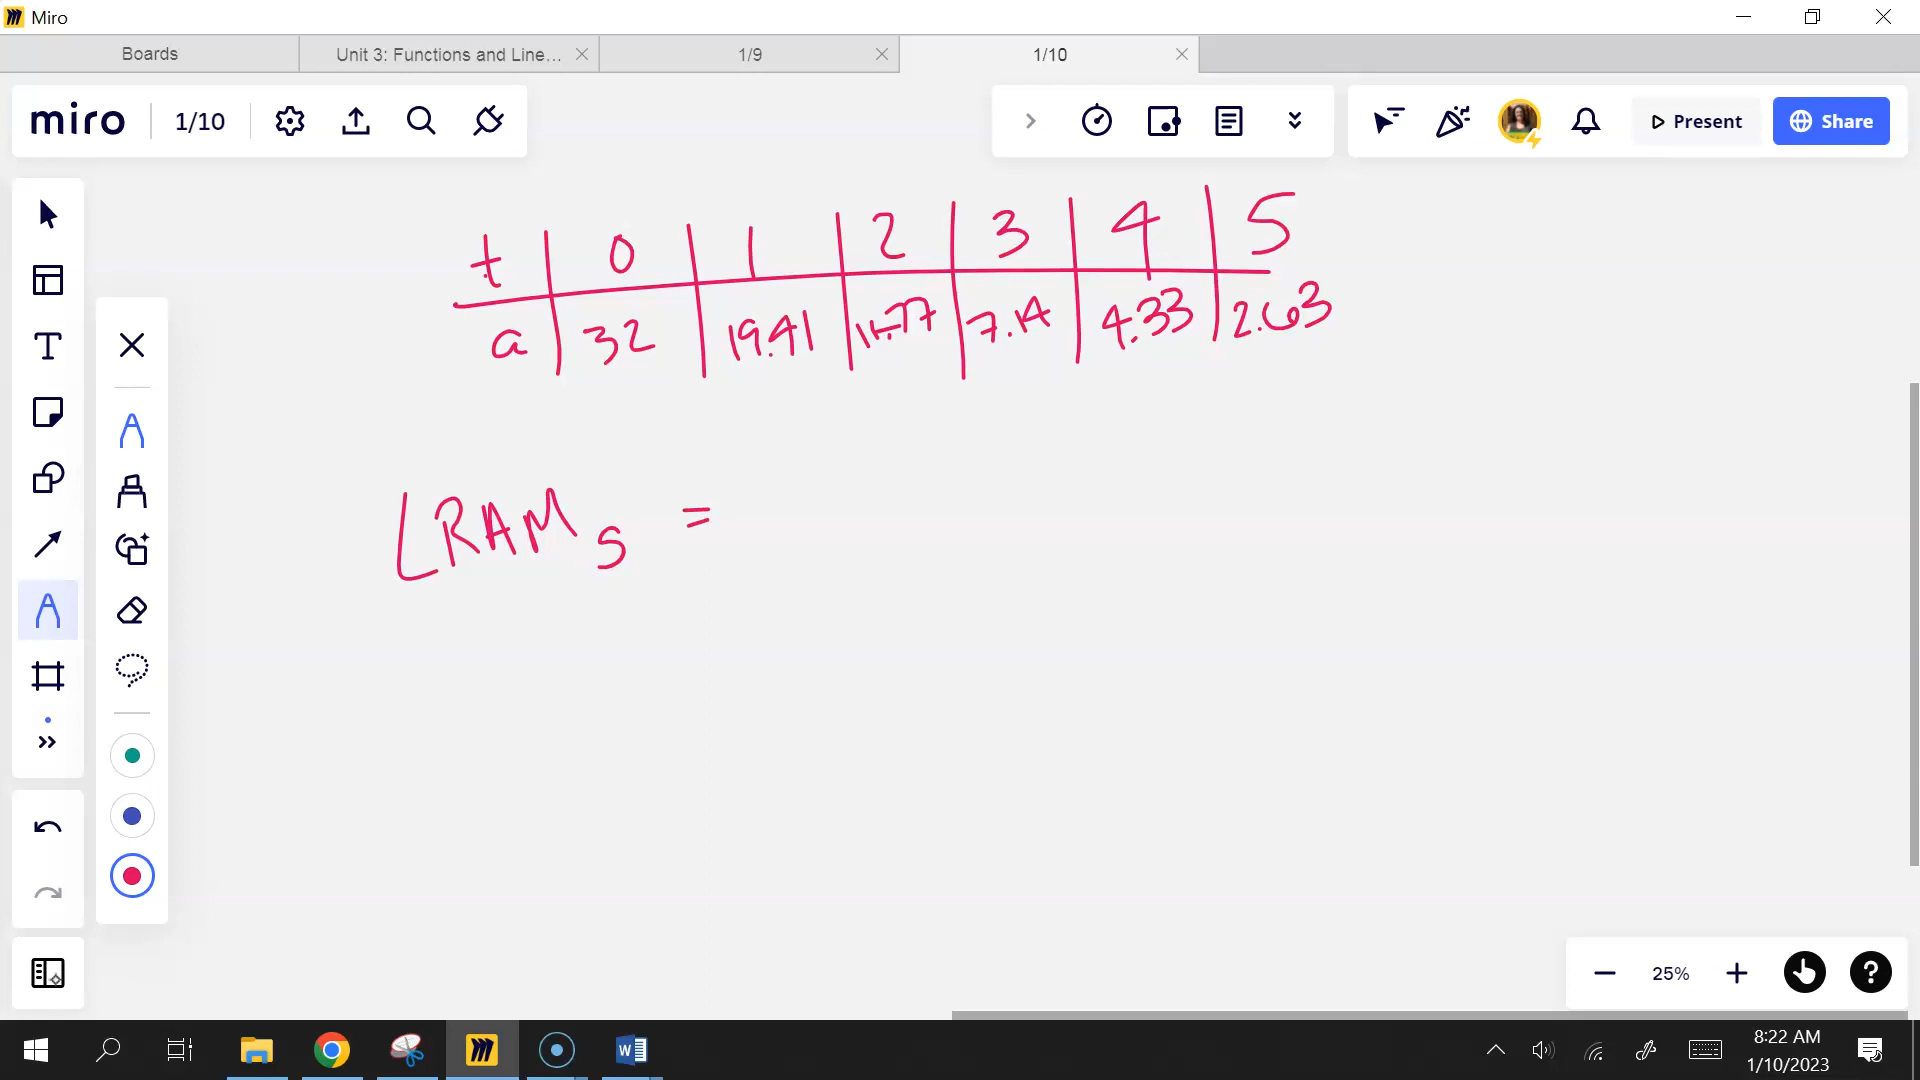 Miro
Boards Unit 3: Functions and Line... 1/9 1/10
miro 1/10 Present Share
t 0 1 2 3 4 5
a 32 19.41 11.77 7.14 4.33 2.63
LRAM5 =
25%
8:22 AM
1/10/2023